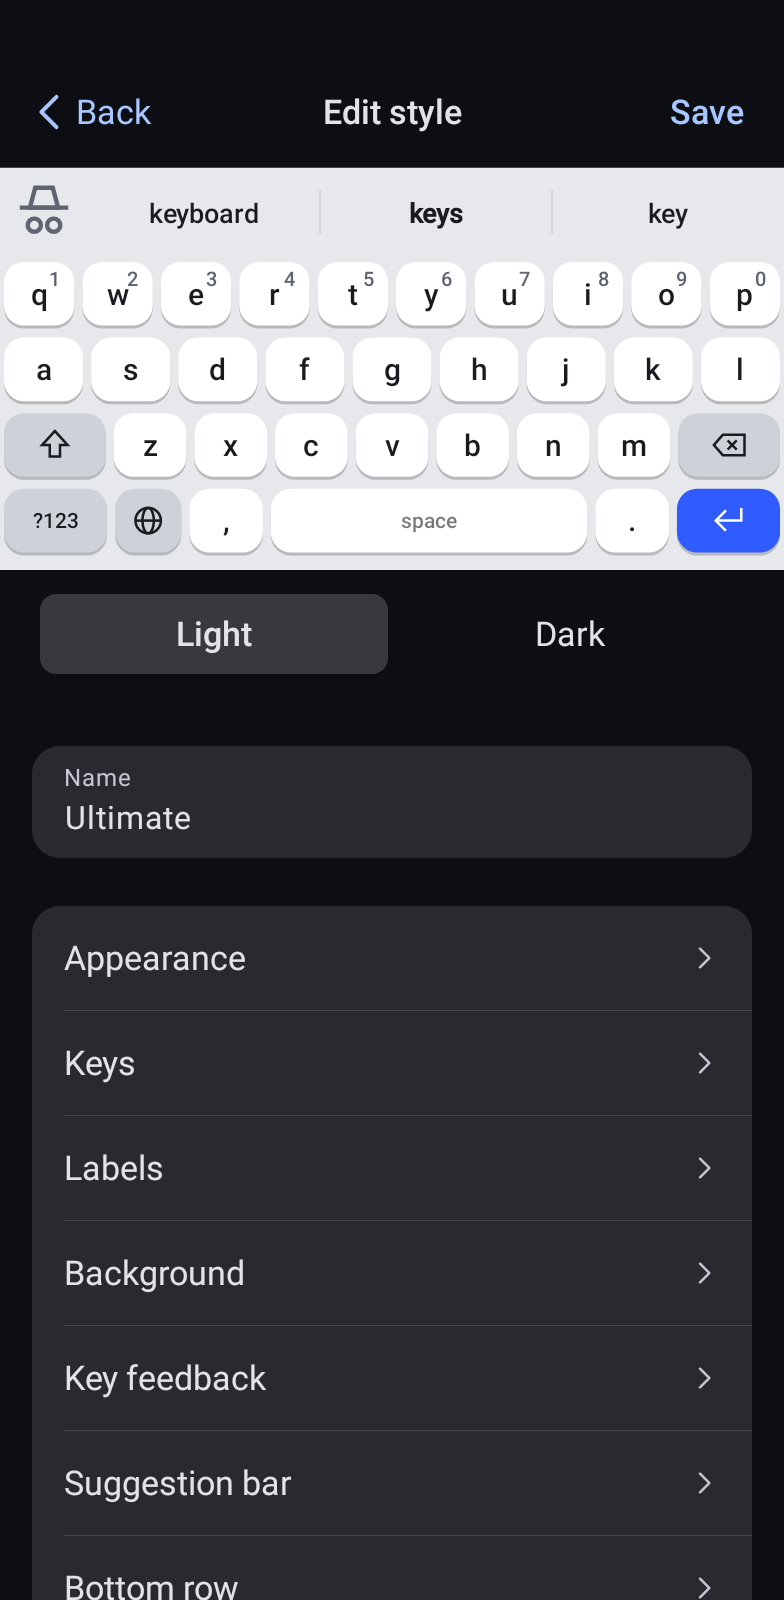 Back Edit style Save
keyboard keys key
q1 w2 e3 r4 t5 y6 u7 i8 o9 p0
a s d f g h j k l
z x c v b n m
?123 , space .
Light Dark
Name
Ultimate
Appearance
Keys
Labels
Background
Key feedback
Suggestion bar
Bottom row